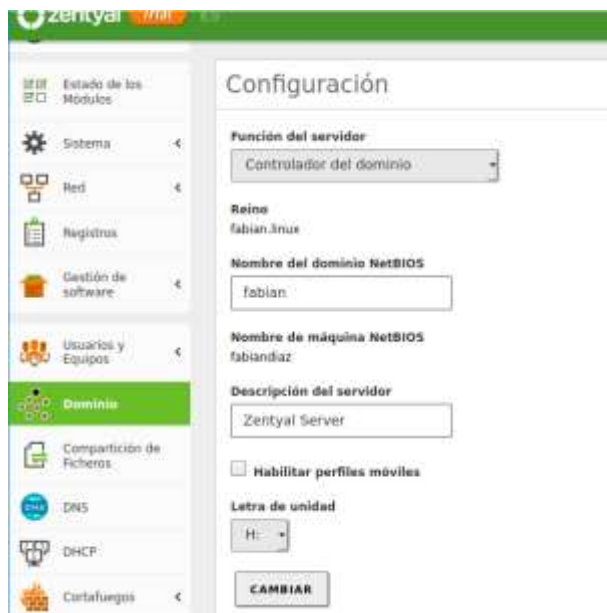 zentyal trial ES
Estado de los
Módulos
Sistema
Red
Registros
Gestión de
software
Usuarios y
Equipos
Dominio
Compartición de
Ficheros
DNS
DHCP
Cortafuegos
Configuración
Función del servidor
Controlador del dominio
Reino
fabian.linux
Nombre del dominio NetBIOS
fabian
Nombre de máquina NetBIOS
fabiandiaz
Descripción del servidor
Zentyal Server
Habilitar perfiles móviles
Letra de unidad
H:
CAMBIAR